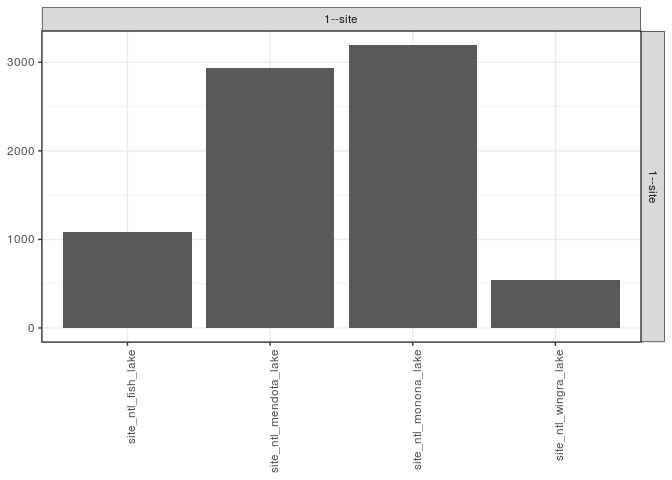 1--site
3000
2000
1000
0
1--site
site_ntl_fish_lake
site_ntl_mendota_lake
site_ntl_monona_lake
site_ntl_wingra_lake